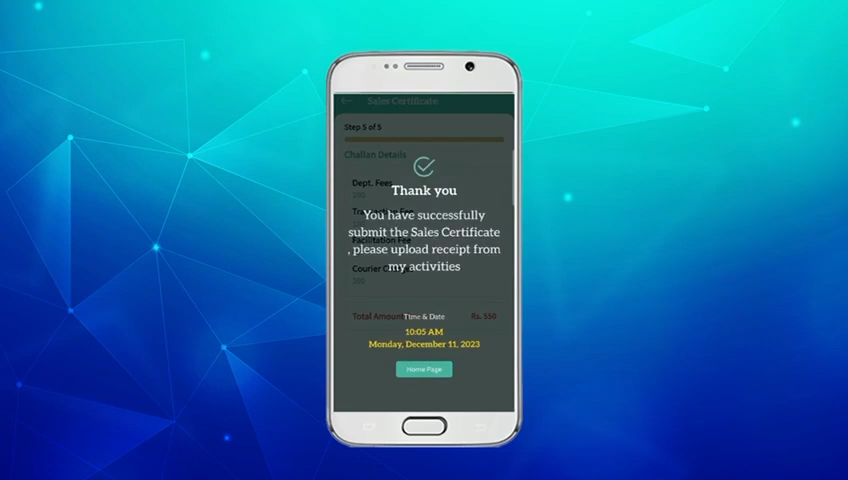 Sales Certificate
Step 5 of 5
Challan Details
Thank you
Dept. Fees
You have successfully
submit the Sales Certificate
Facilitation Fee
, please upload receipt from
my activities
Total Amount
Time & Date
Rs. 550
10:05 AM
Monday, December 11, 2023
Home Page